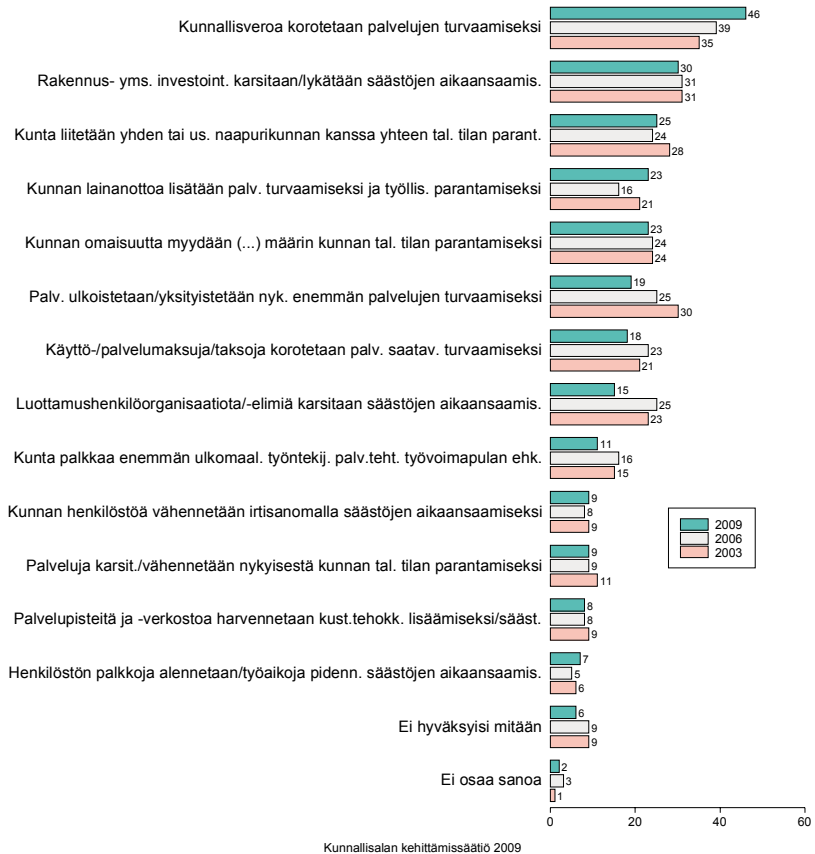 Kunnallisveroa korotetaan palvelujen turvaamiseksi
46
39
35
Rakennus- yms. investoint. karsitaan/lykätään säästöjen aikaansaamis.
30
31
31
Kunta liitetään yhden tai us. naapurikunnan kanssa yhteen tal. tilan parant.
25
24
28
Kunnan lainanottoa lisätään palv. turvaamiseksi ja työllis. parantamiseksi
23
16
21
Kunnan omaisuutta myydään (...) määrin kunnan tal. tilan parantamiseksi
23
24
24
Palv. ulkoistetaan/yksityistetään nyk. enemmän palvelujen turvaamiseksi
19
25
30
Käyttö-/palvelumaksuja/taksoja korotetaan palv. saatav. turvaamiseksi
18
23
21
Luottamushenkilöorganisaatiota/-elimiä karsitaan säästöjen aikaansaamis.
15
25
23
Kunta palkkaa enemmän ulkomaal. työntekij. palv.teht. työvoimapulan ehk.
11
16
15
Kunnan henkilöstöä vähennetään irtisanomalla säästöjen aikaansaamiseksi
9
8
9
Palveluja karsit./vähennetään nykyisestä kunnan tal. tilan parantamiseksi
9
9
11
Palvelupisteitä ja -verkostoa harvennetaan kust.tehokk. lisäämiseksi/sääst.
8
8
9
Henkilöstön palkkoja alennetaan/työaikoja pidenn. säästöjen aikaansaamis.
7
5
6
Ei hyväksyisi mitään
6
9
9
Ei osaa sanoa
2
3
1
2009
2006
2003
0 20 40 60
Kunnallisalan kehittämissäätiö 2009